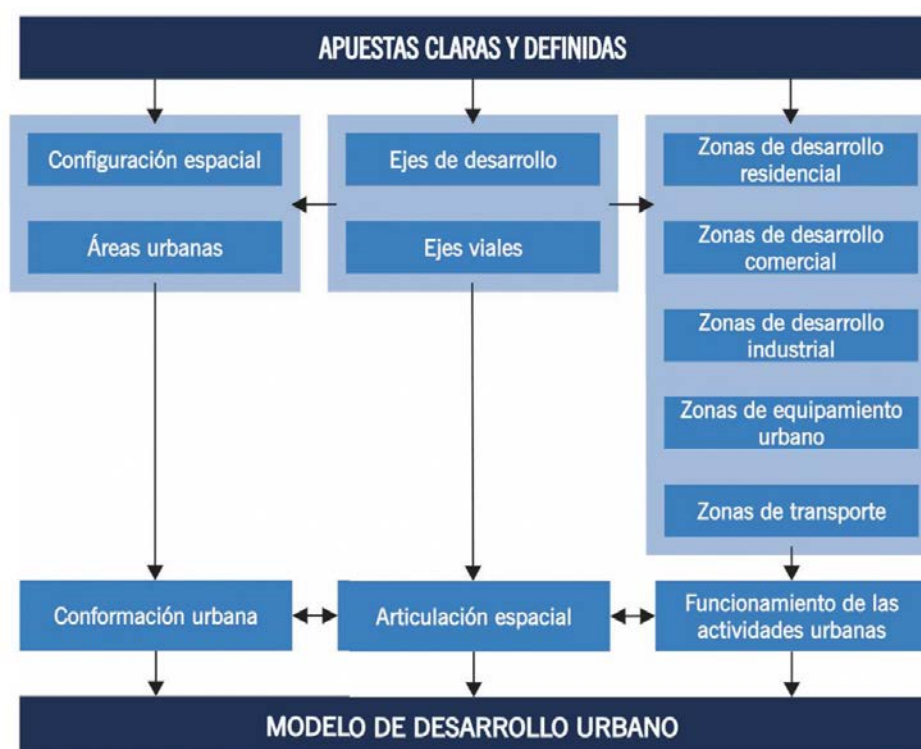 APUESTAS CLARAS Y DEFINIDAS
Configuración espacial
Áreas urbanas
Ejes de desarrollo
Ejes viales
Zonas de desarrollo
residencial
Zonas de desarrollo
comercial
Zonas de desarrollo
industrial
Zonas de equipamiento
urbano
Zonas de transporte
Conformación urbana
Articulación espacial
Funcionamiento de las
actividades urbanas
MODELO DE DESARROLLO URBANO